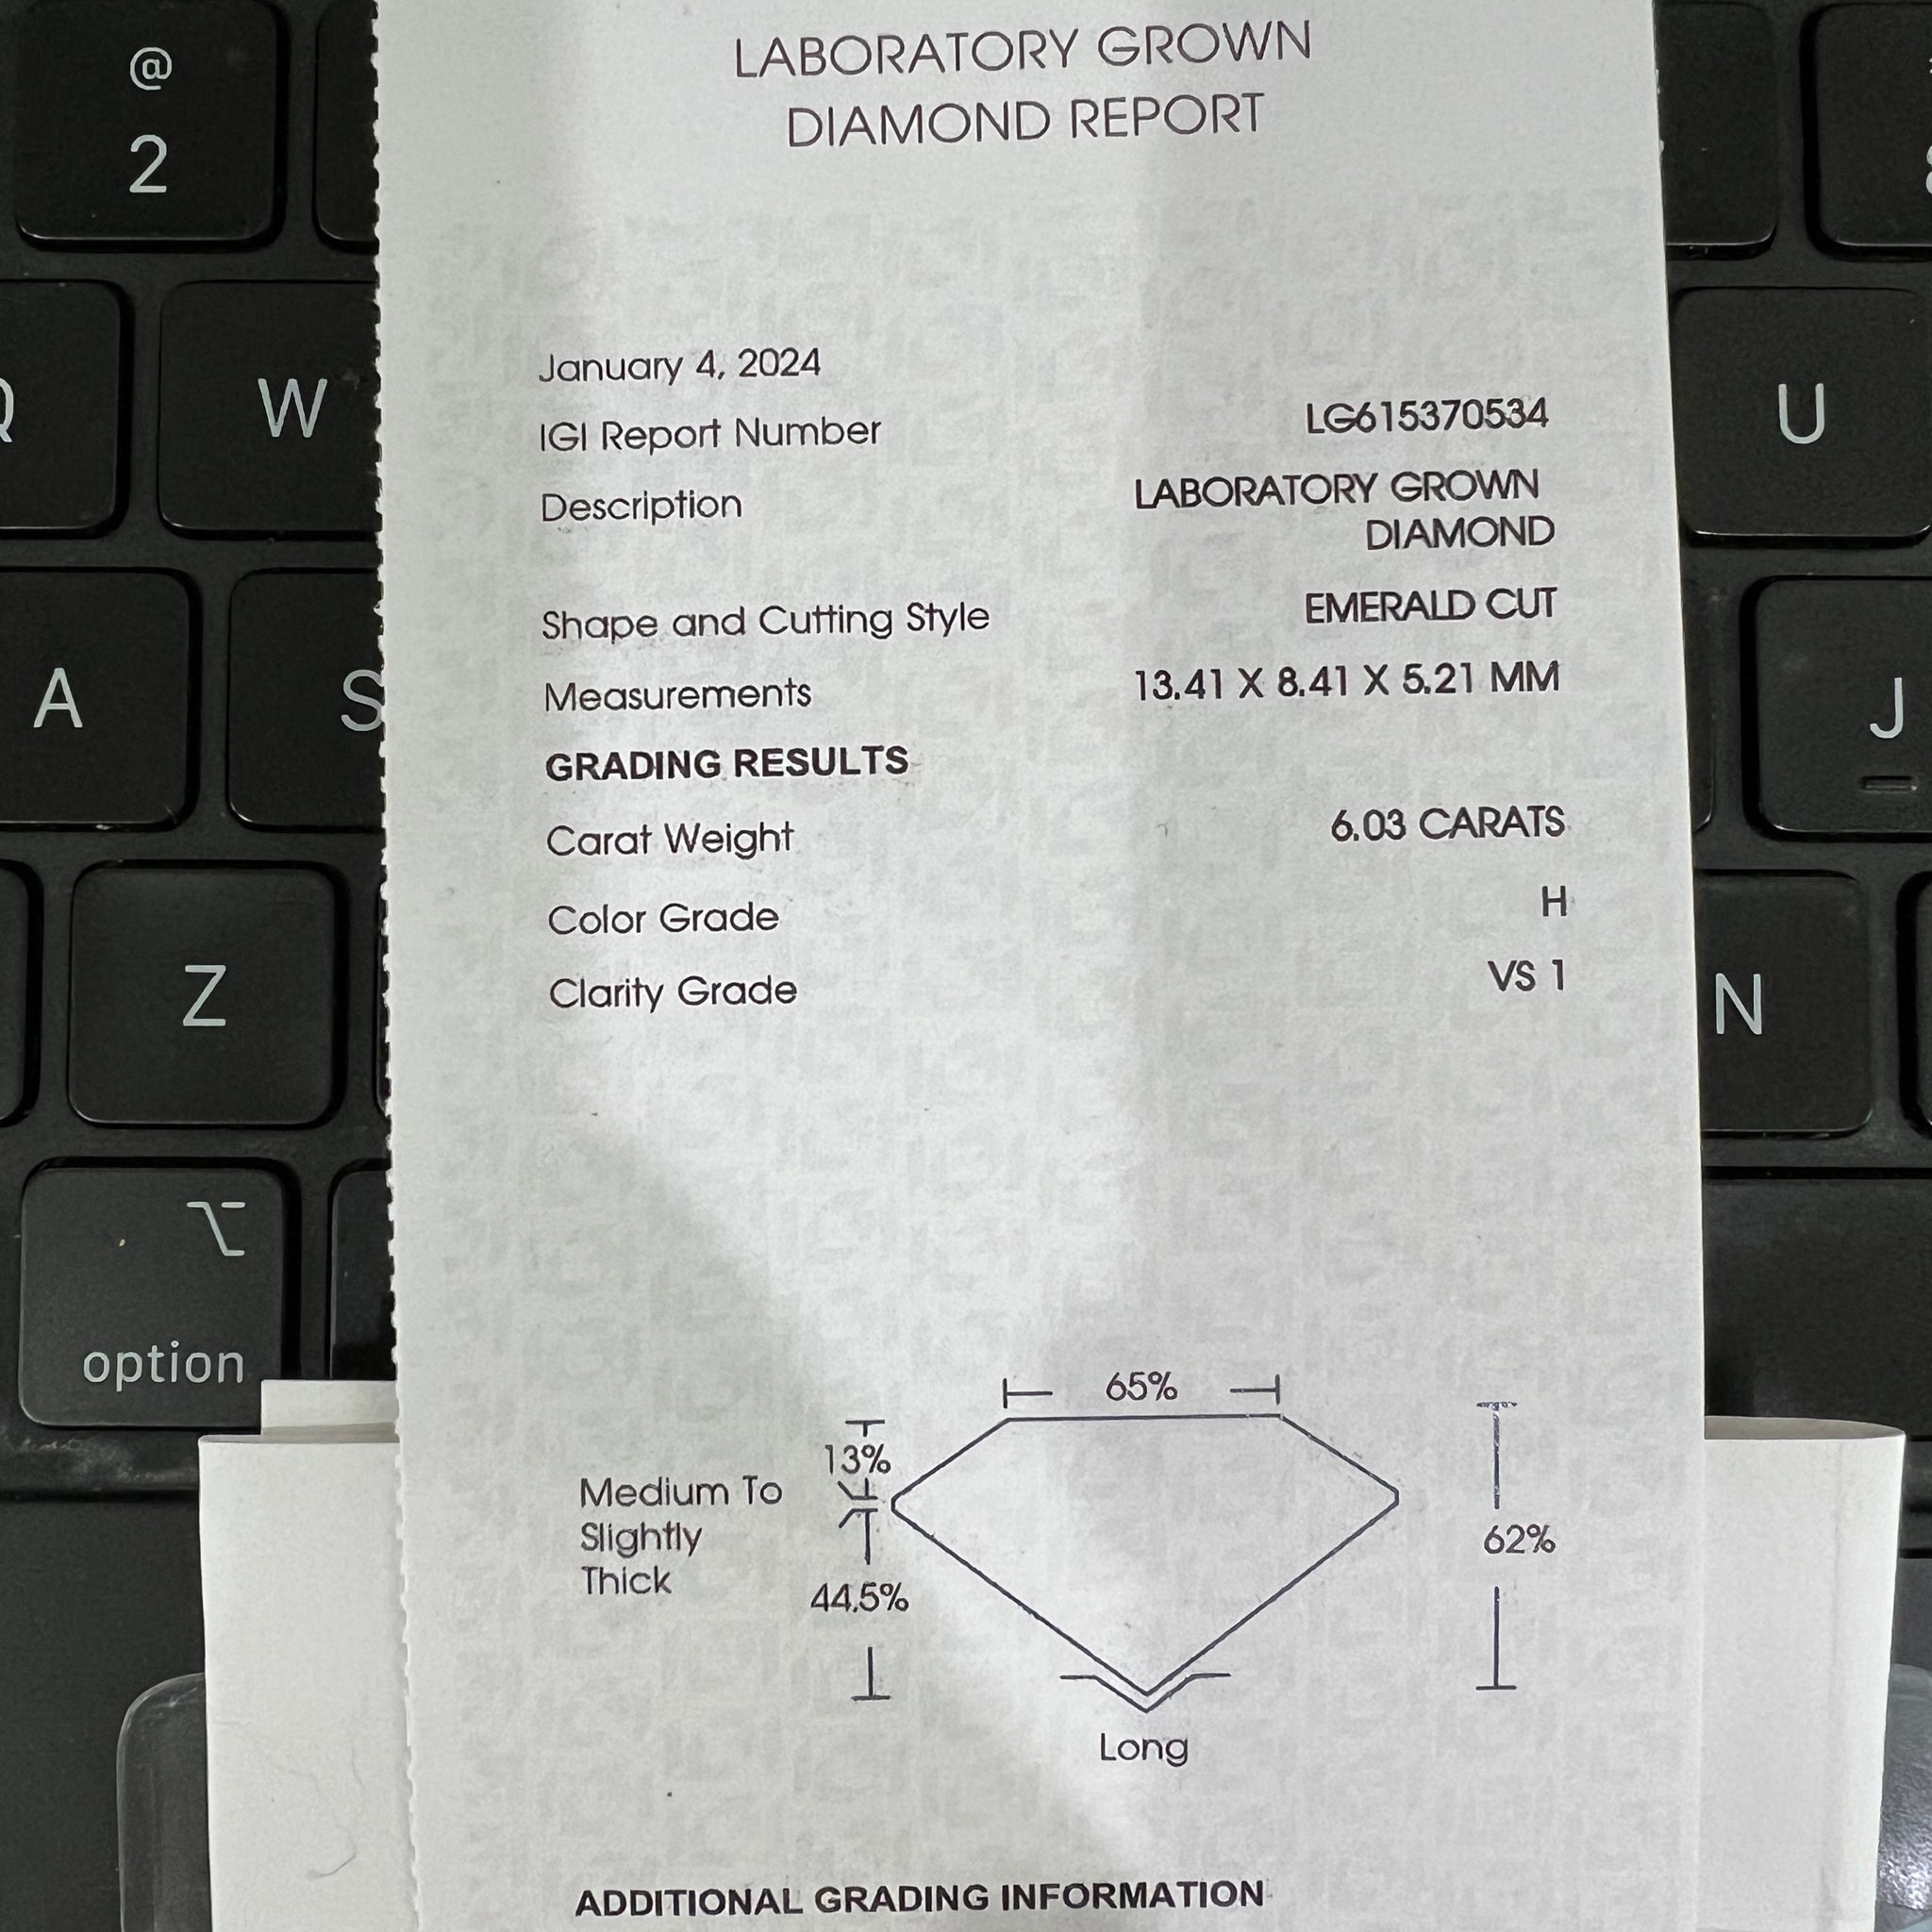 LABORATORY GROWN
DIAMOND REPORT
January 4, 2024
IGI Report Number LG615370534
Description LABORATORY GROWN
DIAMOND
Shape and Cutting Style EMERALD CUT
Measurements 13.41 X 8.41 X 5.21 MM
GRADING RESULTS
Carat Weight 6.03 CARATS
Color Grade H
Clarity Grade VS 1
65%
13%
Medium To
Slightly
Thick
62%
44.5%
Long
ADDITIONAL GRADING INFORMATION
@
2
Q
W
U
A
S
J
Z
N
option